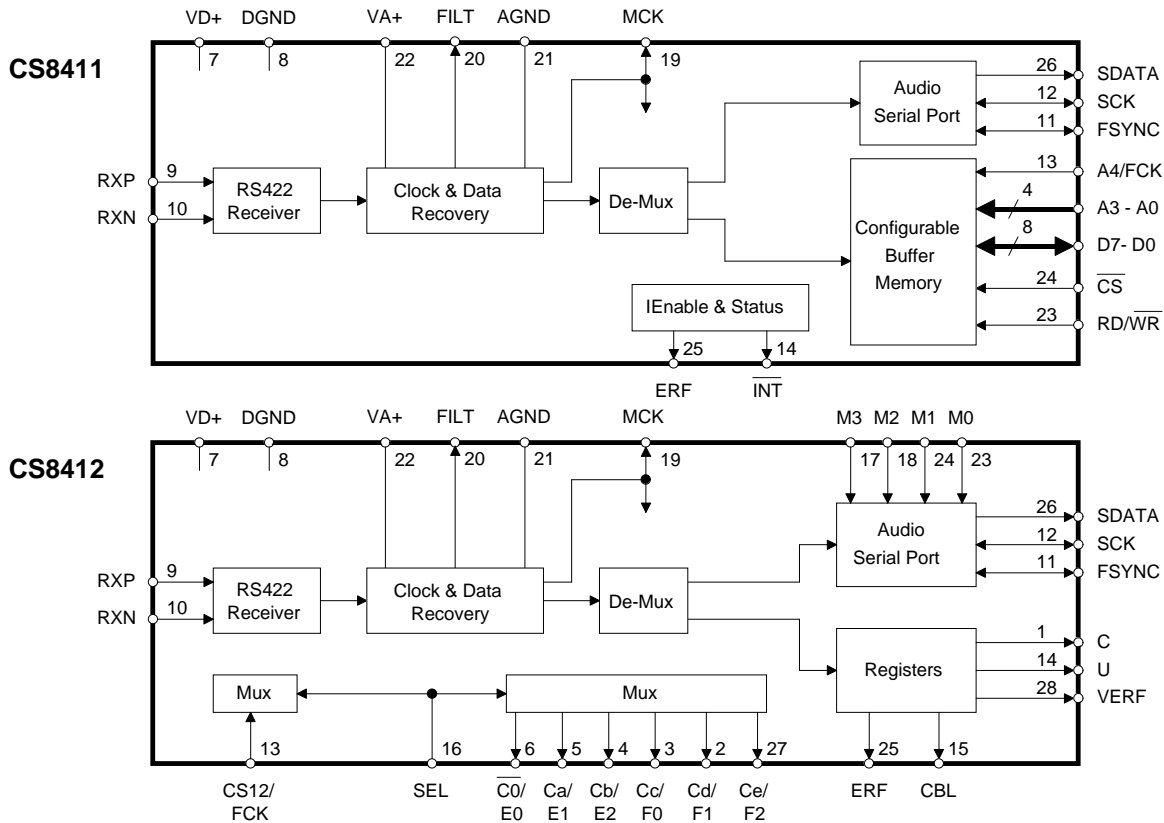 VD+ DGND VA+ FILT AGND MCK
7 8 22 20 21 19
CS8411
26 SDATA
Audio
Serial Port
12 SCK
11 FSYNC
13 A4/FCK
RXP 9
RXN 10
RS422
Receiver
Clock & Data
Recovery
De-Mux
4 A3 - A0
Configurable
Buffer
Memory
8 D7- D0
24 CS
23 RD/WR
IEnable & Status
25 14
ERF INT
VD+ DGND VA+ FILT AGND MCK M3 M2 M1 M0
7 8 22 20 21 19 17 18 24 23
CS8412
26 SDATA
Audio
Serial Port
12 SCK
11 FSYNC
RXP 9
RXN 10
RS422
Receiver
Clock & Data
Recovery
De-Mux
1 C
Registers
14 U
28 VERF
Mux Mux
13 16 6 5 4 3 2 27 25 15
CS12/ SEL C0/ Ca/ Cb/ Cc/ Cd/ Ce/ ERF CBL
FCK E0 E1 E2 F0 F1 F2